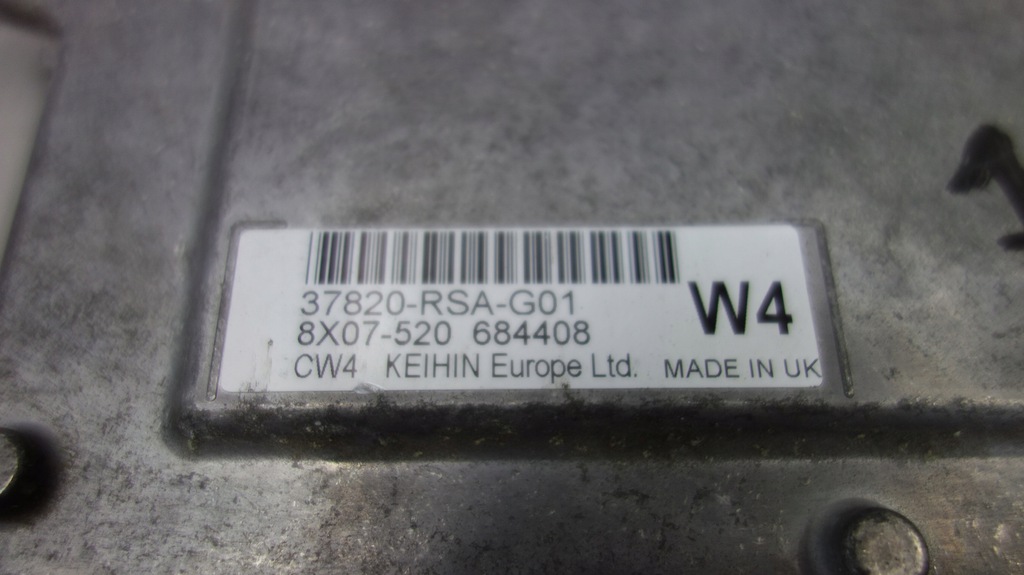 37820-RSA-G01
8X07-520 684408
W4
CW4 KEIHIN Europe Ltd. MADE IN UK